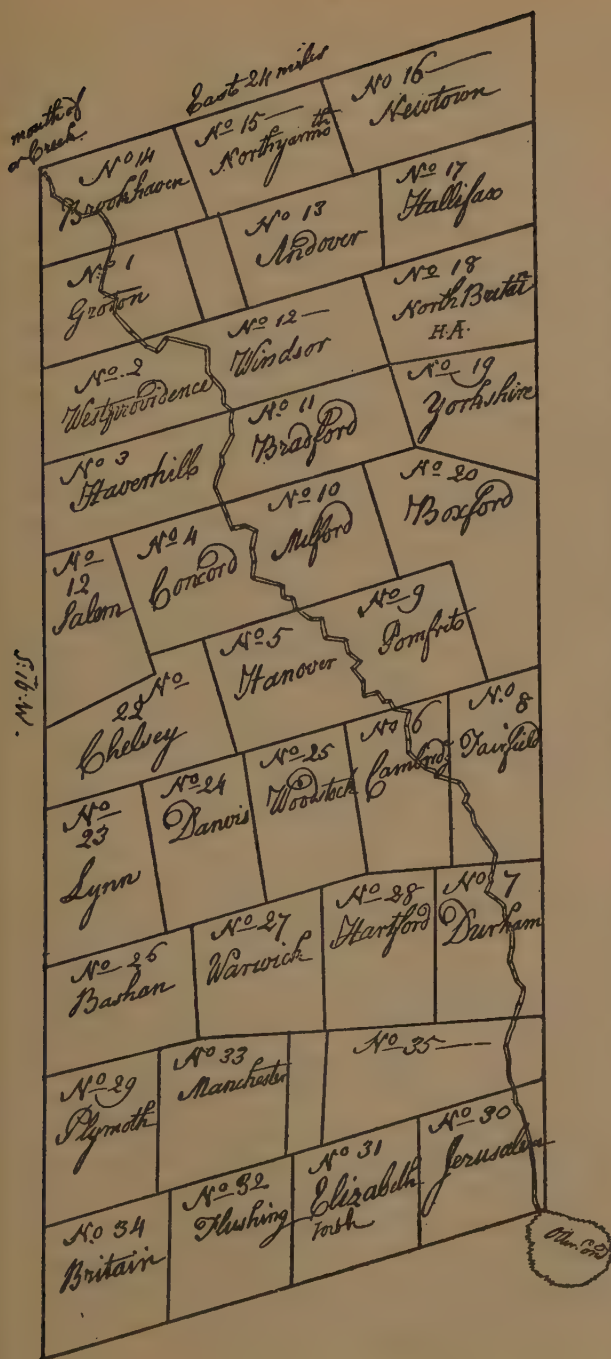 East 24 miles
mouth of
or Creek.
No 14
Brookhaven
No 15
Northyarmoth
No 16
Newtown
No 1
Groton
No 13
Andover
No 17
Hallifax
No 2
Westprovidence
No 12
Windsor
No 18
North Britn
H.A.
No 3
Haverhill
No 11
Bradford
No 19
Yorkshire
No
12
Salem
No 4
Concord
No 10
Milford
No 20
Boxford
No
22
Chelsey
No 5
Hanover
No 9
Pomfrit
S: 15: W.
No
23
Lynn
No 24
Danvis
No 25
Woodstock
No 6
Cambridg
No 8
Fairfield
No 26
Bashan
No 27
Warwick
No 28
Hartford
No 7
Durham
No 29
Plymoth
No 33
Manchester
No 35
No 34
Britain
No 32
Flushing
No 31
Elizabeth
No 30
Jerusalem